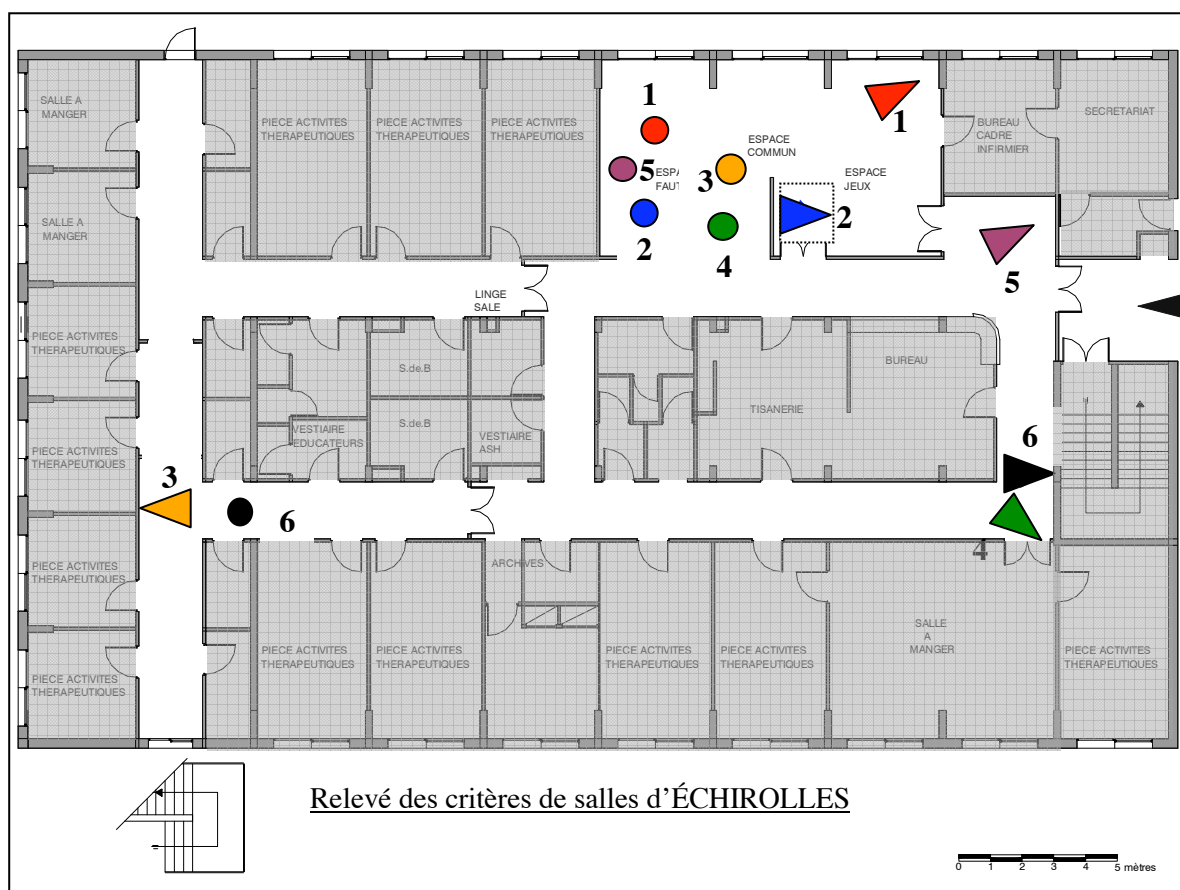 SALLE A
MANGER
PIECE ACTIVITES
THERAPEUTIQUES
PIECE ACTIVITES
THERAPEUTIQUES
PIECE ACTIVITES
THERAPEUTIQUES
1
5
2
3
4
ESPACE
COMMUN
ESPACE
JEUX
1
2
BUREAU
CADRE
INFIRMIER
SECRETARIAT
5
SALLE A
MANGER
LINGE
SALE
PIECE ACTIVITES
THERAPEUTIQUES
S.de.B
BUREAU
S.de.B
VESTIAIRE
EDUCATEURS
VESTIAIRE
ASH
TISANERIE
PIECE ACTIVITES
THERAPEUTIQUES
3
6
6
4
PIECE ACTIVITES
THERAPEUTIQUES
ARCHIVES
SALLE
A
MANGER
PIECE ACTIVITES
THERAPEUTIQUES
PIECE ACTIVITES
THERAPEUTIQUES
PIECE ACTIVITES
THERAPEUTIQUES
PIECE ACTIVITES
THERAPEUTIQUES
PIECE ACTIVITES
THERAPEUTIQUES
PIECE ACTIVITES
THERAPEUTIQUES
Relevé des critères de salles d'ÉCHIROLLES
0 1 2 3 4 5 mètres